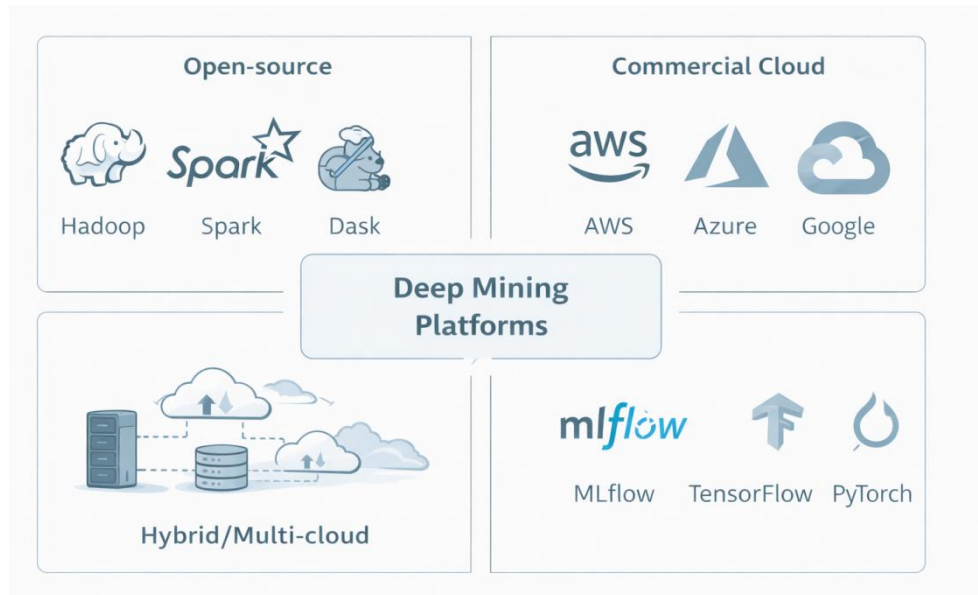 Open-source
Spark
Hadoop Spark Dask
Commercial Cloud
aws
AWS Azure Google
Deep Mining
Platforms
Hybrid/Multi-cloud
mlflow
MLflow TensorFlow PyTorch